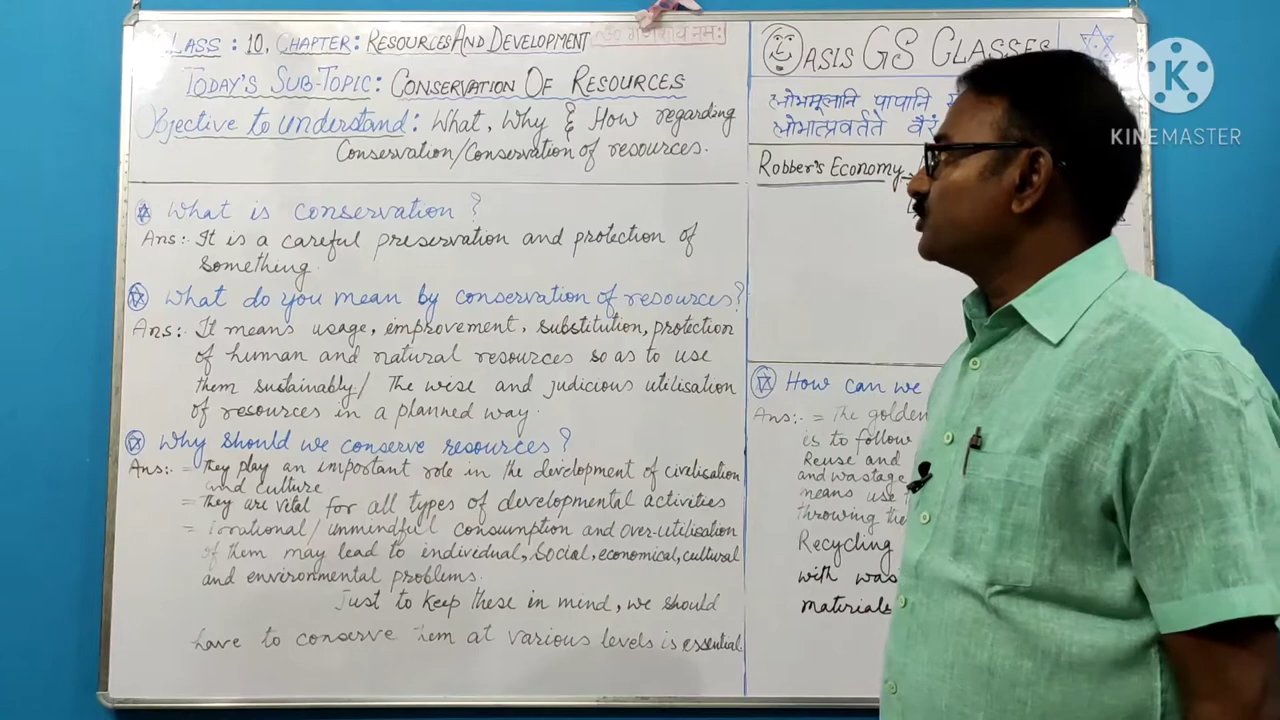 CLASS : 10, CHAPTER: RESOURCES AND DEVELOPMENT
ॐ गणेशाय नमः
TODAY'S SUB-TOPIC: CONSERVATION OF RESOURCES
Objective to understand: What, Why & How regarding
Conservation/Conservation of resources.
What is conservation?
Ans:- It is a careful preservation and protection of
something.
What do you mean by conservation of resources?
Ans:- It means usage, improvement, substitution, protection
of human and natural resources so as to use
them sustainably/ The wise and judicious utilisation
of resources in a planned way.
Why should we conserve resources?
Ans:- = They play an important role in the development of civilisation
and culture
= They are vital for all types of developmental activities
= Irrational/unmindful consumption and over-utilisation
of them may lead to individual, social, economical, cultural
and environmental problems.
Just to keep these in mind, we should
have to conserve them at various levels is essential
OASIS GS CLASSES
लोभमूलानि पापानि
लोभात्प्रवर्तते वैरं
Robber's Economy
How can we
Ans:- = The golden
is to follow
Reuse and
and wastage
means use
throwing the
Recycling
with was
materials
K
KINEMASTER